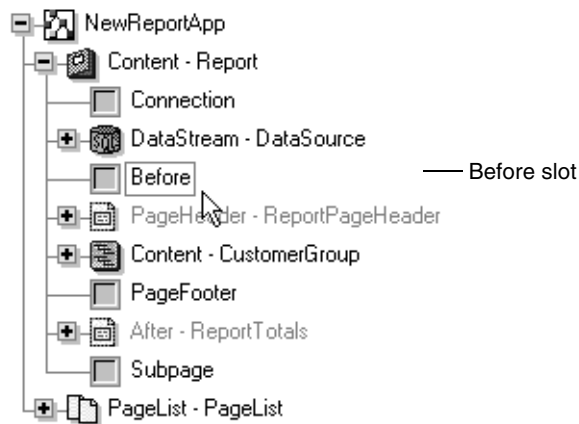 NewReportApp
Content - Report
Connection
DataStream - DataSource
Before
Before slot
PageHeader - ReportPageHeader
Content - CustomerGroup
PageFooter
After - ReportTotals
Subpage
PageList - PageList